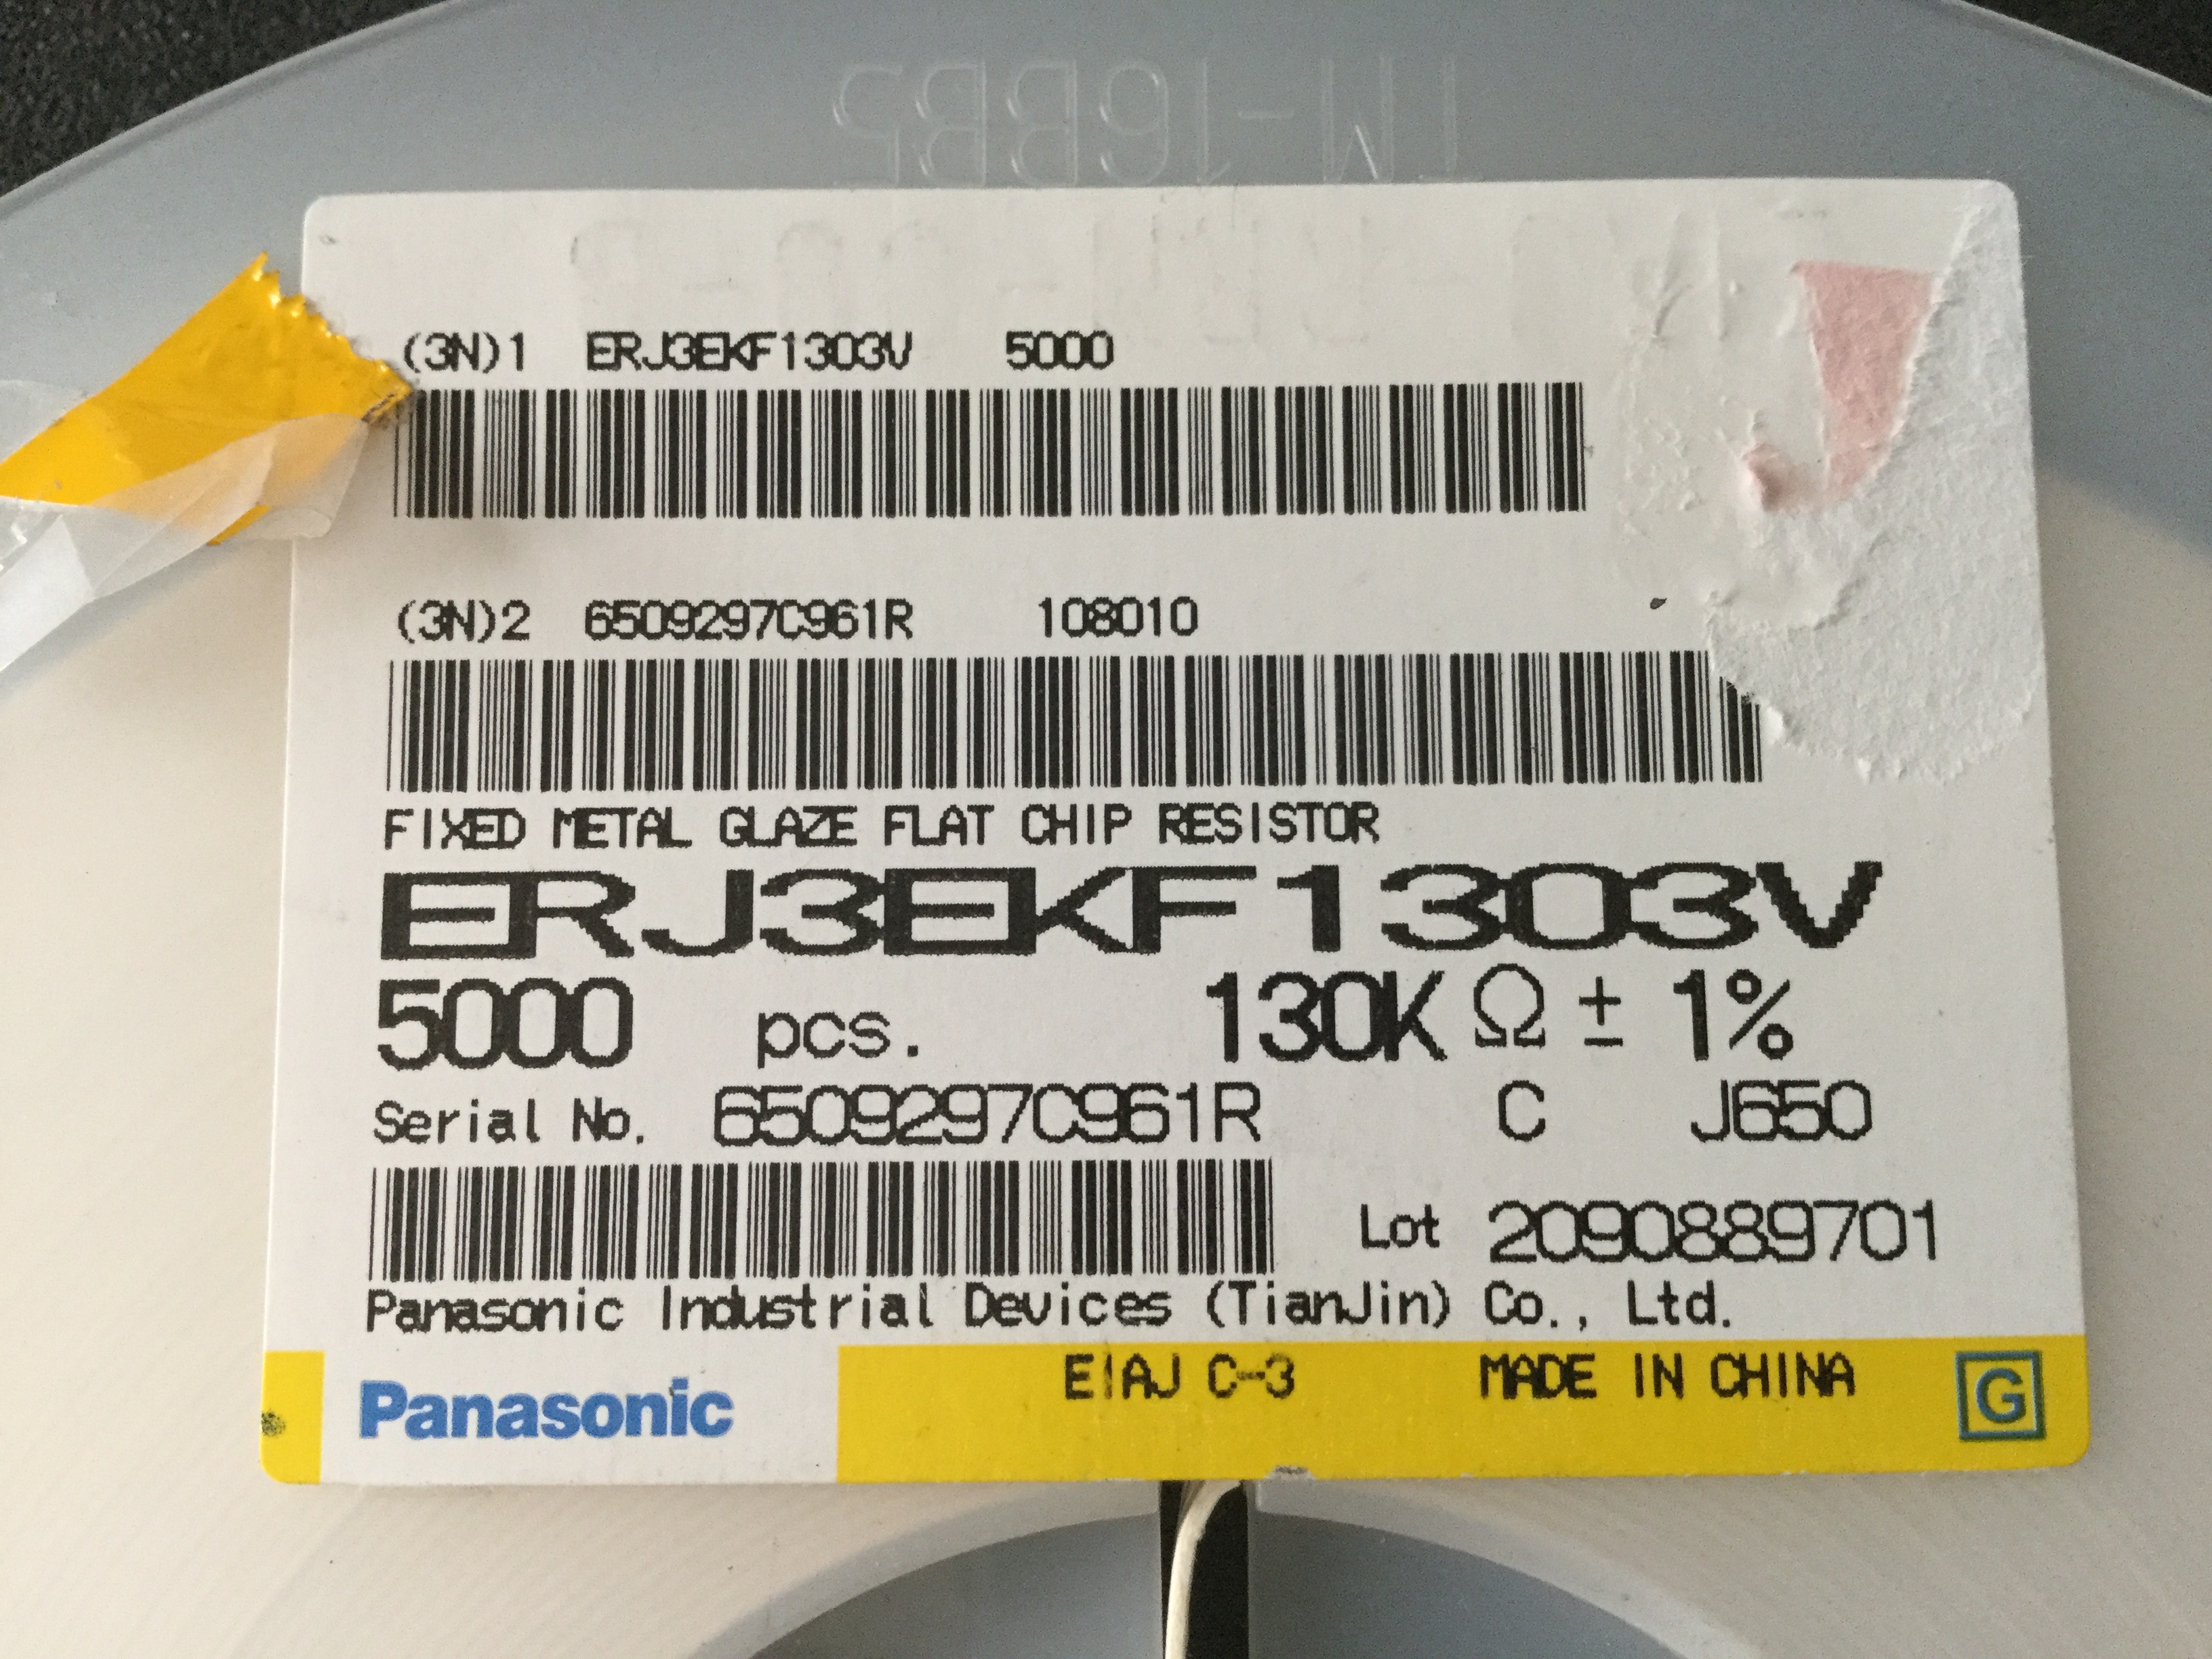 (3N)1 ERJ3EKF1303V 5000
(3N)2 6509297C961R 108010
FIXED METAL GLAZE FLAT CHIP RESISTOR
ERJ3EKF1303V
5000 pcs. 130K Ω ± 1%
Serial No. 6509297C961R C J650
Lot 2090889701
Panasonic Industrial Devices (TianJin) Co., Ltd.
Panasonic EIAJ C-3 MADE IN CHINA G